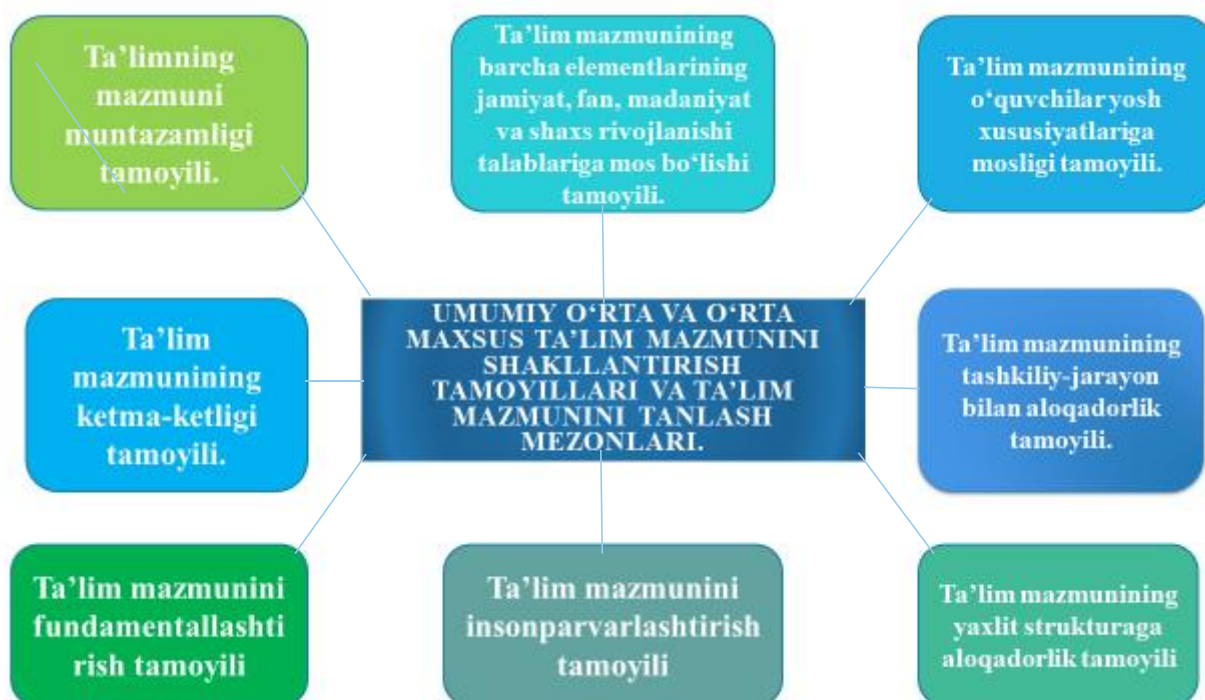 Ta’limning
mazmuni
muntazamligi
tamoyili.
Ta’lim mazmunining
barcha elementlarining
jamiyat, fan, madaniyat
va shaxs rivojlanishi
talablariga mos bo‘lishi
tamoyili.
Ta’lim mazmunining
o‘quvchilar yosh
xususiyatlariga
mosligi tamoyili.
Ta’lim
mazmunining
ketma-ketligi
tamoyili.
UMUMIY O‘RTA VA O‘RTA
MAXSUS TA’LIM MAZMUNINI
SHAKLLANTIRISH
TAMOYILLARI VA TA’LIM
MAZMUNINI TANLASH
MEZONLARI.
Ta’lim mazmunining
tashkiliy-jarayon
bilan aloqadorlik
tamoyili.
Ta’lim mazmunini
fundamentallashti
rish tamoyili
Ta’lim mazmunini
insonparvarlashtirish
tamoyili
Ta’lim mazmunining
yaxlit strukturaga
aloqadorlik tamoyili